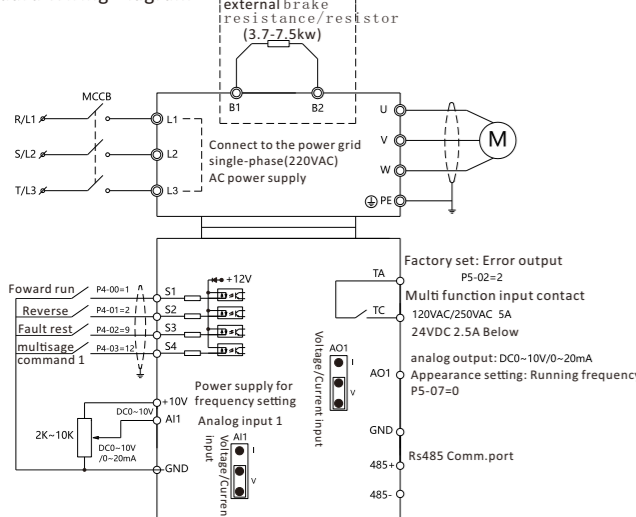 external brake
resistance/resistor
(3.7-7.5kw)
MCCB
B1
B2
R/L1
L1
U
S/L2
L2
V
M
T/L3
L3
W
PE
Connect to the power grid
single-phase(220VAC)
AC power supply
+12V
Foward run
P4-00=1
S1
Reverse
P4-01=2
S2
Fault rest
P4-02=9
S3
multisage
command 1
P4-03=12
S4
TA
Factory set: Error output
P5-02=2
Multi function input contact
TC
120VAC/250VAC 5A
24VDC 2.5A Below
Voltage/Current input
AO1
I
V
analog output: DC0~10V/0~20mA
AO1
Appearance setting: Running frequency
P5-07=0
Power supply for
frequency setting
+10V
DC0~10V
AI1
Analog input 1
2K~10K
DC0~10V
/0~20mA
Voltage/Curren
input
AI1
I
V
GND
GND
485+
Rs485 Comm.port
485-